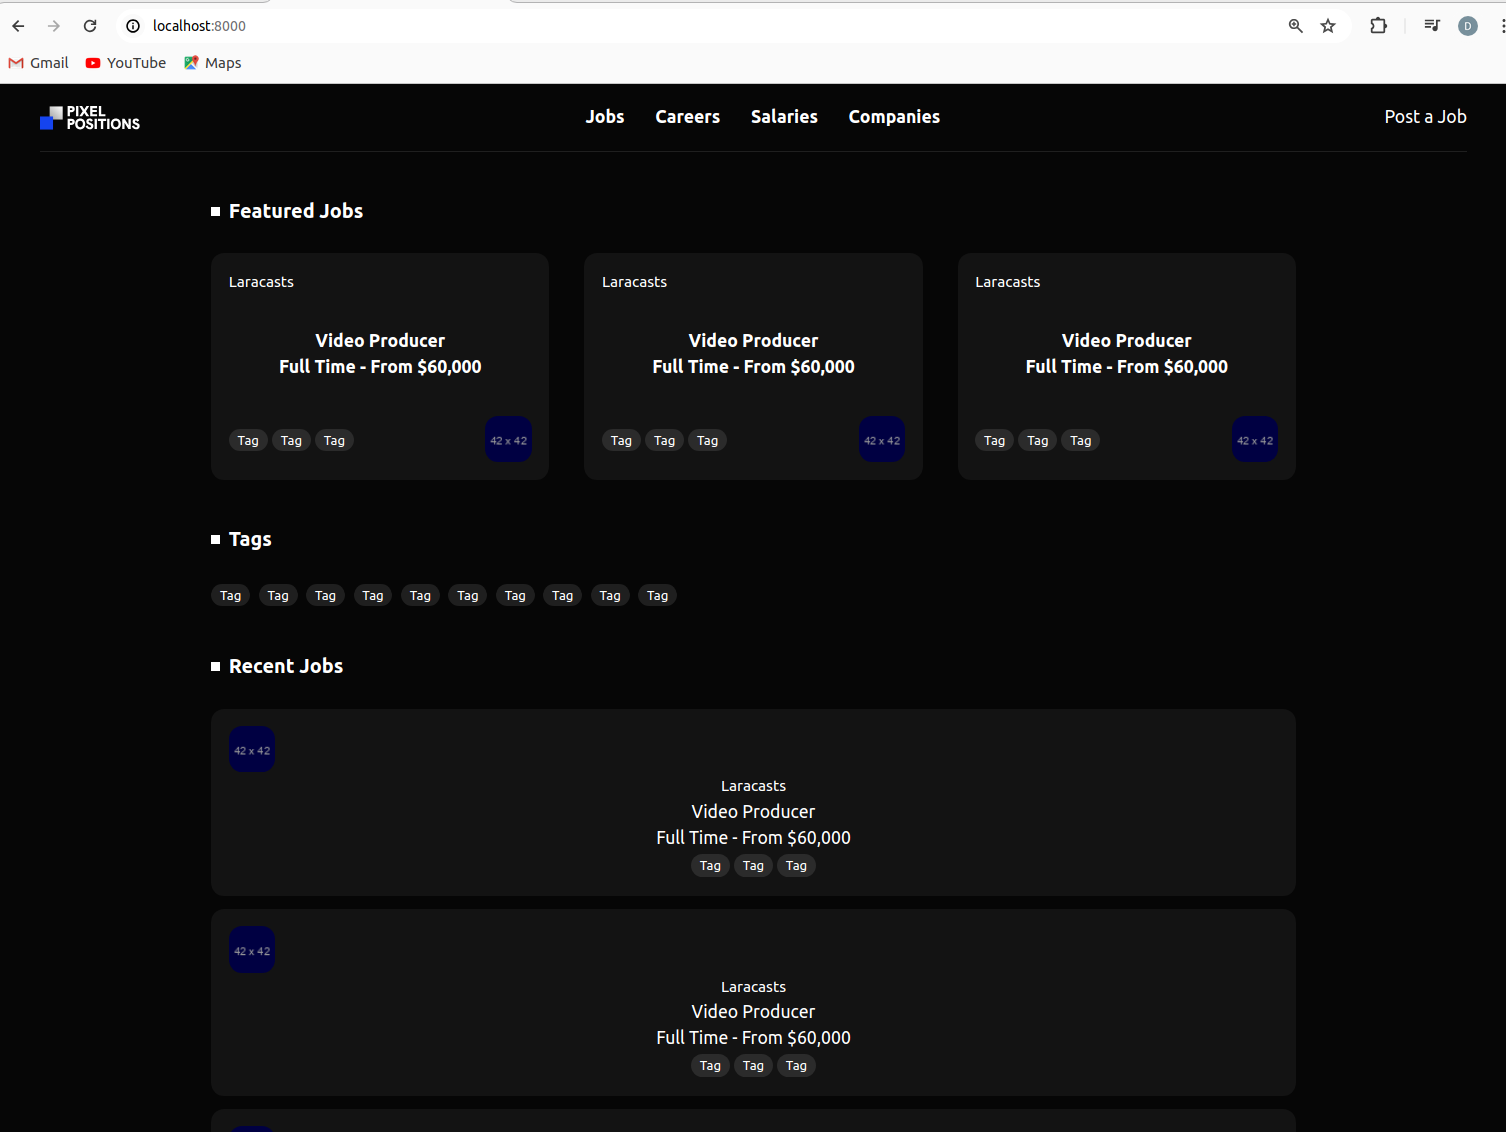 localhost:8000
D
Gmail YouTube Maps
PIXEL
POSITIONS
Jobs Careers Salaries Companies
Post a Job
Featured Jobs
Laracasts
Video Producer
Full Time - From $60,000
Tag Tag Tag
42 x 42
Laracasts
Video Producer
Full Time - From $60,000
Tag Tag Tag
42 x 42
Laracasts
Video Producer
Full Time - From $60,000
Tag Tag Tag
42 x 42
Tags
Tag Tag Tag Tag Tag Tag Tag Tag Tag Tag
Recent Jobs
42 x 42
Laracasts
Video Producer
Full Time - From $60,000
Tag Tag Tag
42 x 42
Laracasts
Video Producer
Full Time - From $60,000
Tag Tag Tag